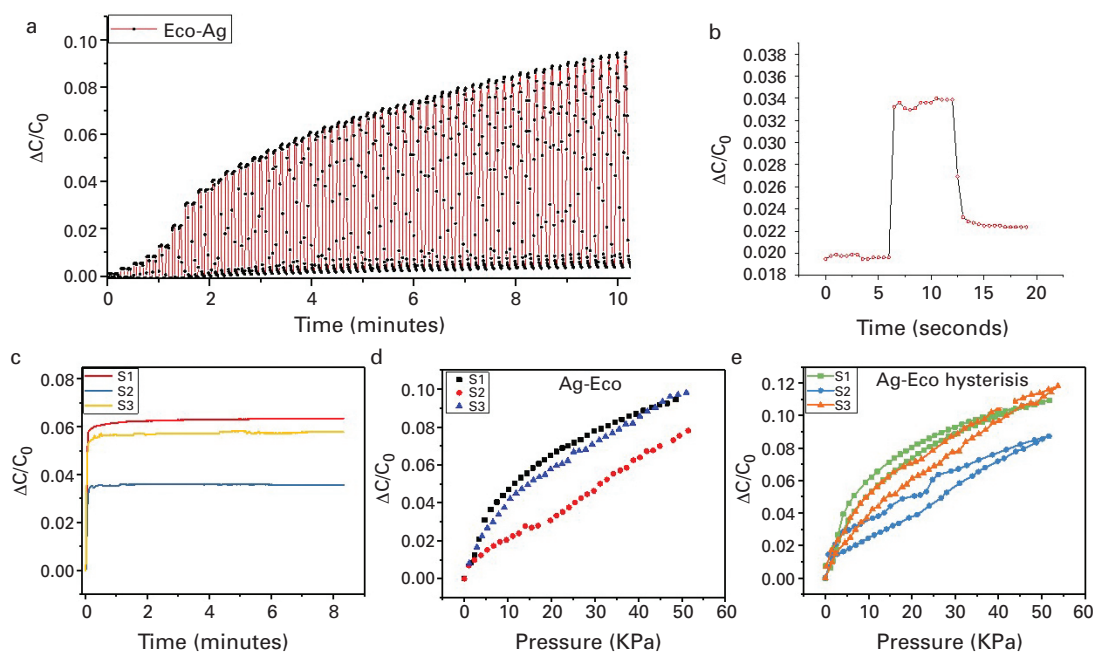 a
Eco-Ag
0.10
0.08
0.06
0.04
0.02
0.00
ΔC/C0
0 2 4 6 8 10
Time (minutes)
b
0.038
0.036
0.034
0.032
0.030
0.028
0.026
0.024
0.022
0.020
0.018
ΔC/C0
0 5 10 15 20
Time (seconds)
c
S1
S2
S3
0.08
0.06
0.04
0.02
0.00
ΔC/C0
0 2 4 6 8
Time (minutes)
d
S1
S2
S3
Ag-Eco
0.10
0.08
0.06
0.04
0.02
0.00
ΔC/C0
0 10 20 30 40 50 60
Pressure (KPa)
e
S1
S2
S3
Ag-Eco hysterisis
0.12
0.10
0.08
0.06
0.04
0.02
0.00
ΔC/C0
0 10 20 30 40 50 60
Pressure (KPa)